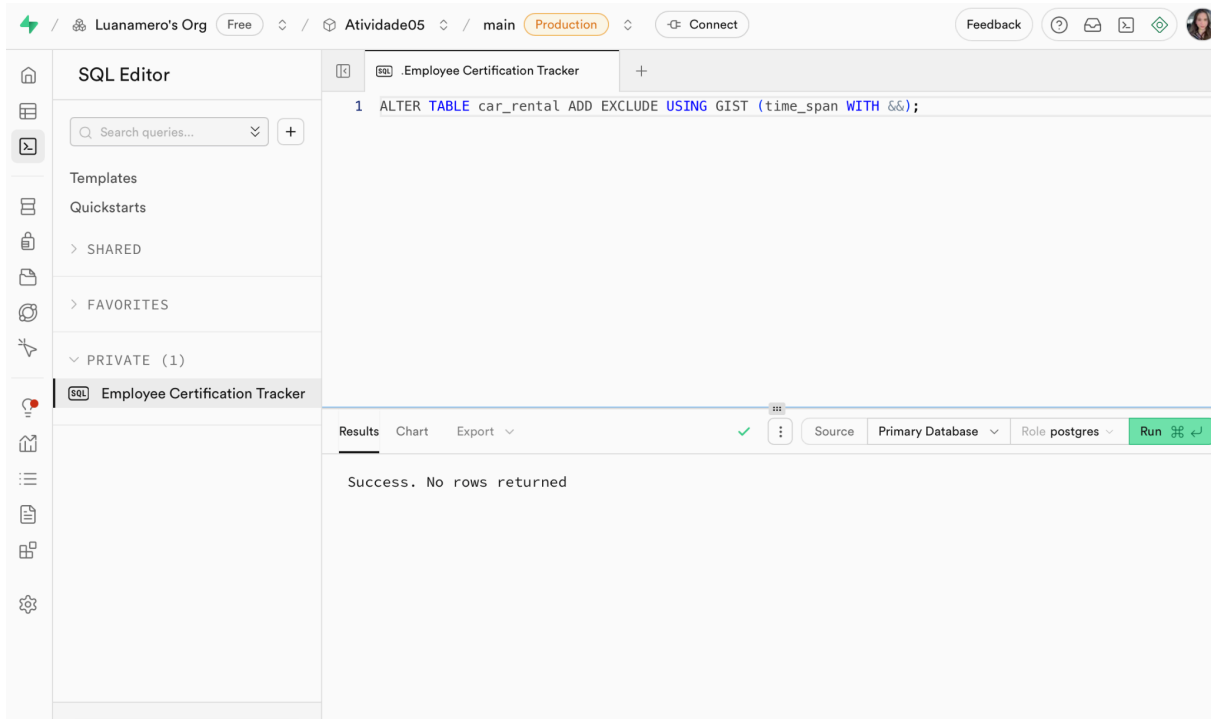 / Luanamero's Org Free / Atividade05 / main Production Connect Feedback
SQL Editor
SQL .Employee Certification Tracker +
1 ALTER TABLE car_rental ADD EXCLUDE USING GIST (time_span WITH &&);
Search queries... +
Templates
Quickstarts
> SHARED
> FAVORITES
PRIVATE (1)
SQL Employee Certification Tracker
Results Chart Export Source Primary Database Role postgres Run ⌘ ↵
Success. No rows returned